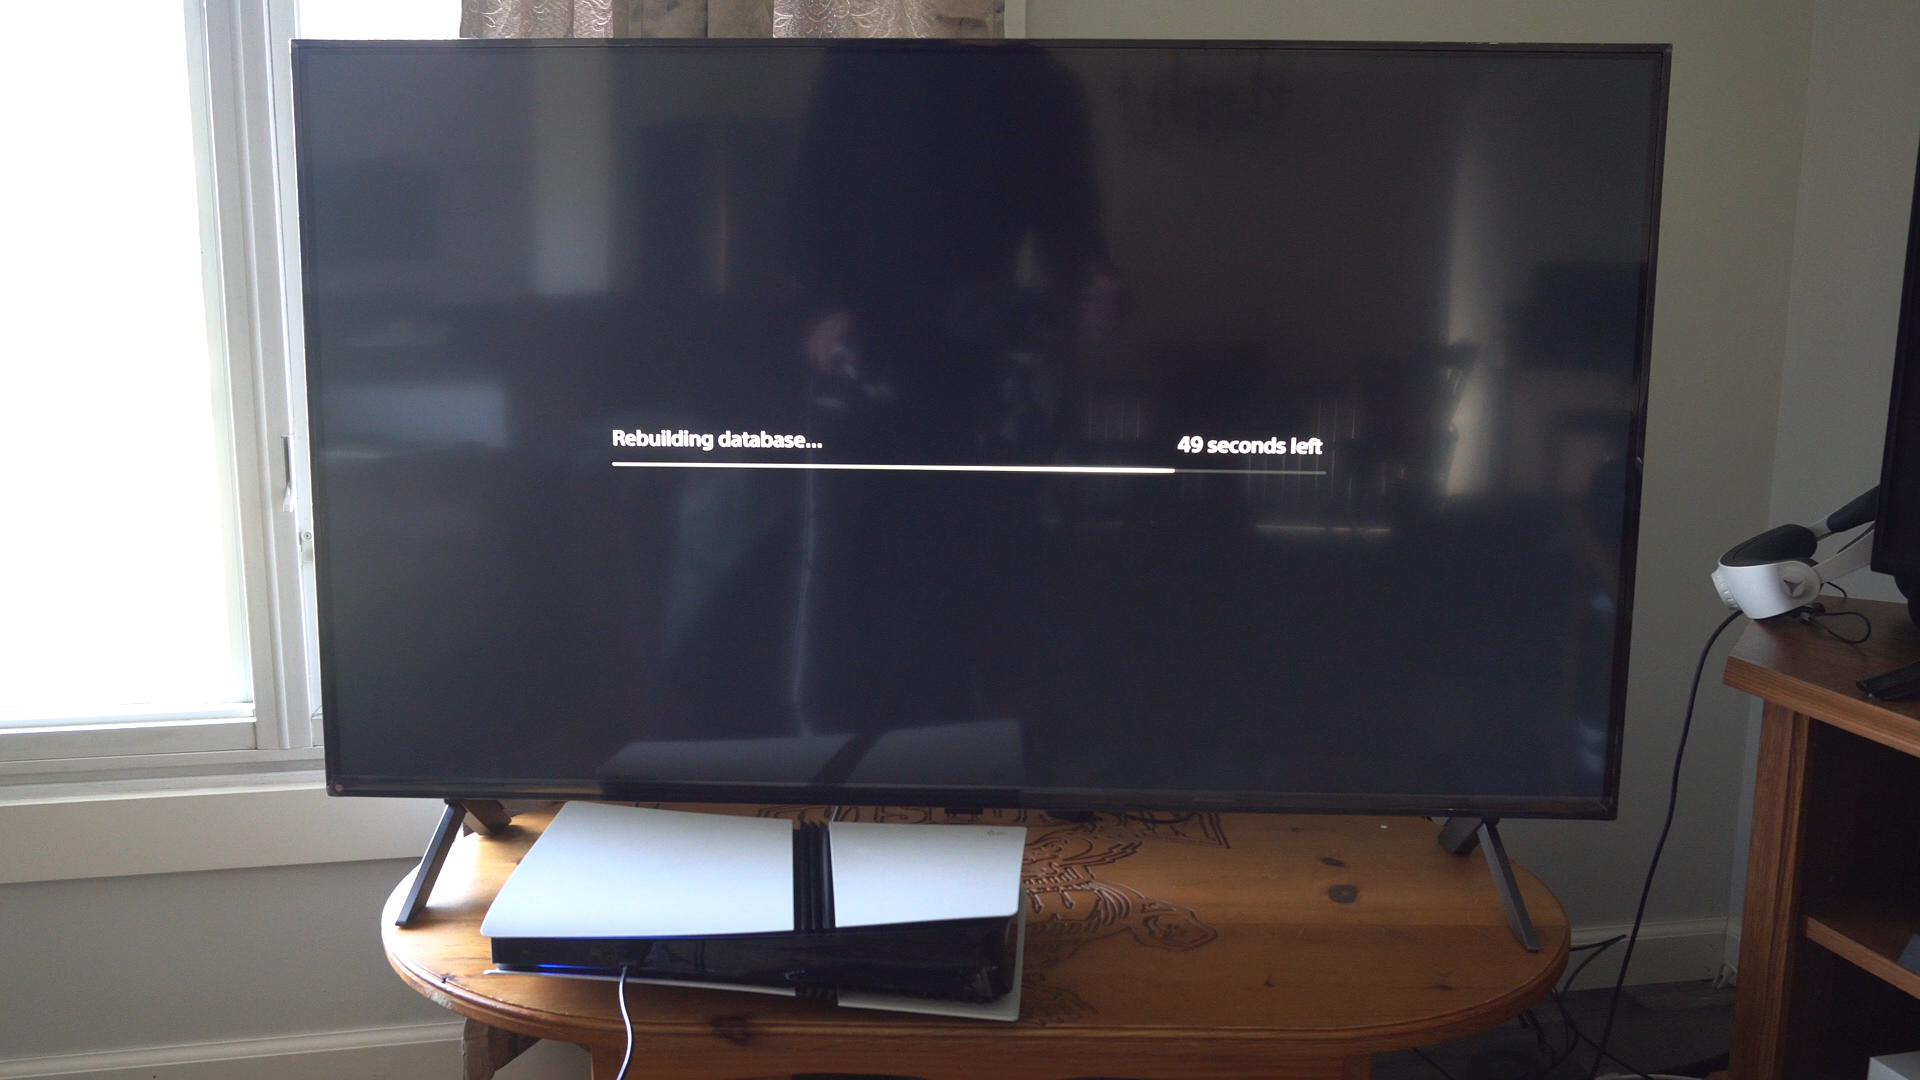 Rebuilding database...
49 seconds left